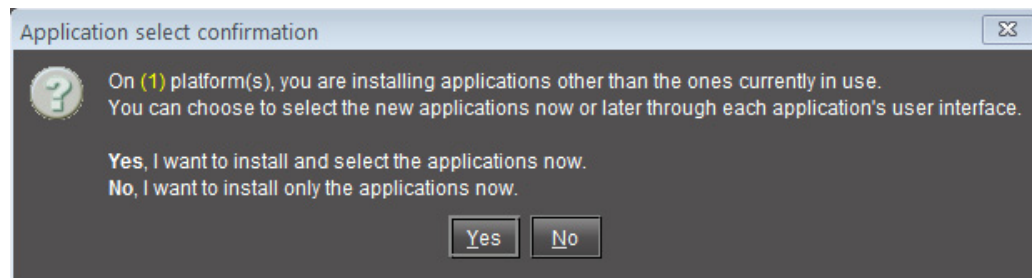 Application select confirmation
On (1) platform(s), you are installing applications other than the ones currently in use.
You can choose to select the new applications now or later through each application's user interface.
Yes, I want to install and select the applications now.
No, I want to install only the applications now.
Yes No